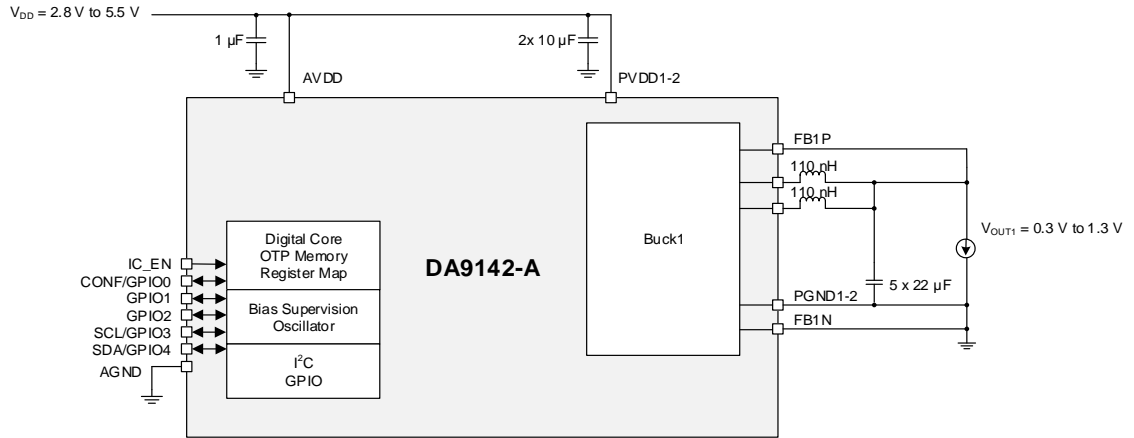 V_DD = 2.8 V to 5.5 V
1 µF
2x 10 µF
AVDD
PVDD1-2
FB1P
110 nH
110 nH
Buck1
V_OUT1 = 0.3 V to 1.3 V
Digital Core
OTP Memory
Register Map
DA9142-A
IC_EN
CONF/GPIO0
GPIO1
GPIO2
SCL/GPIO3
SDA/GPIO4
AGND
Bias Supervision
Oscillator
I²C
GPIO
5 x 22 µF
PGND1-2
FB1N